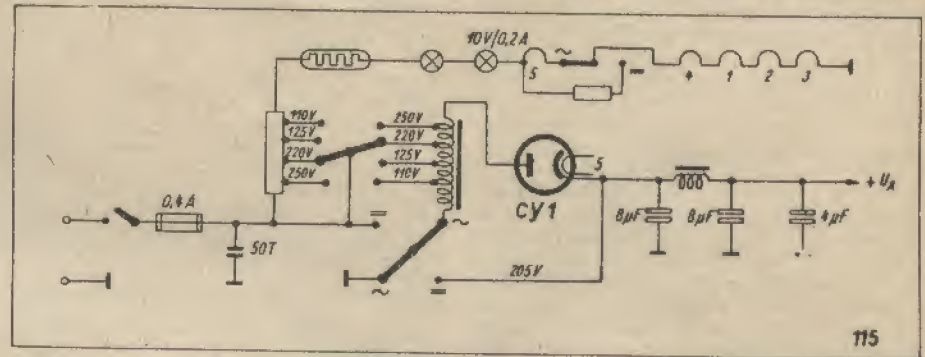 10V/0,2A
~
5
=
4
1
2
3
110V
125V
220V
250V
250V
220V
125V
110V
5
CY1
0,4A
50T
=
~
~
=
205V
8μF
8μF
4μF
+ U_A
115